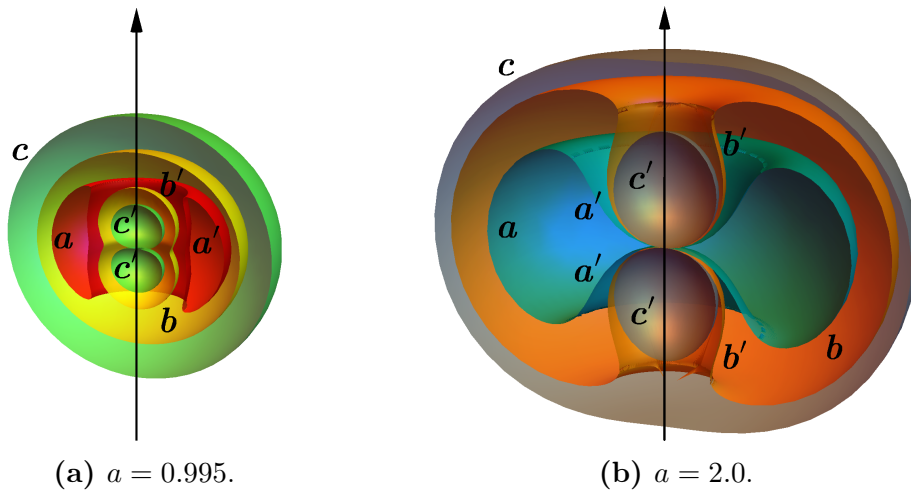 c
b′
c′
a
a′
c′
b
(a) a = 0.995.
c
b′
c′
a′
a
a′
c′
b
b′
(b) a = 2.0.